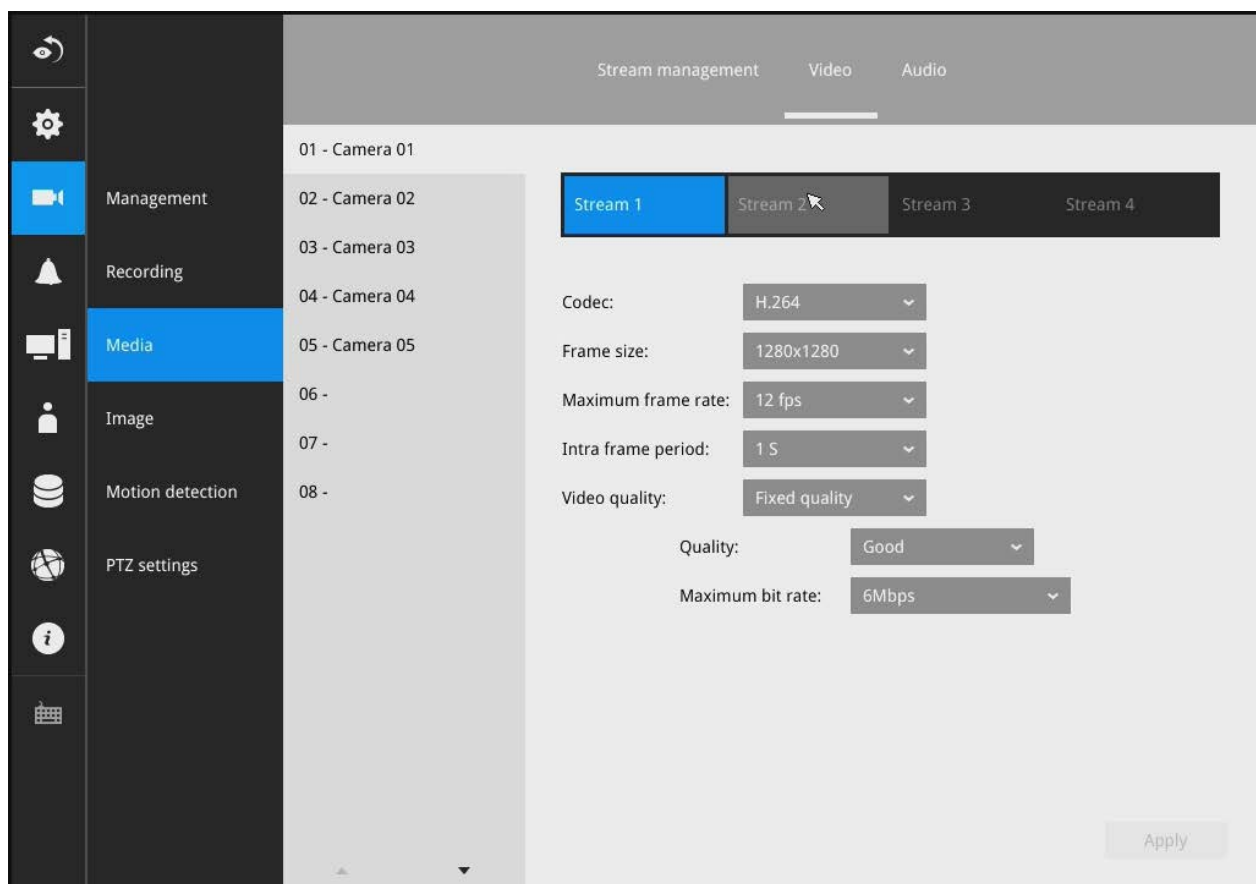 Stream management Video Audio
Management
Recording
Media
Image
Motion detection
PTZ settings
01 - Camera 01
02 - Camera 02
03 - Camera 03
04 - Camera 04
05 - Camera 05
06 -
07 -
08 -
Stream 1 Stream 2 Stream 3 Stream 4
Codec: H.264
Frame size: 1280x1280
Maximum frame rate: 12 fps
Intra frame period: 1 S
Video quality: Fixed quality
Quality: Good
Maximum bit rate: 6Mbps
Apply